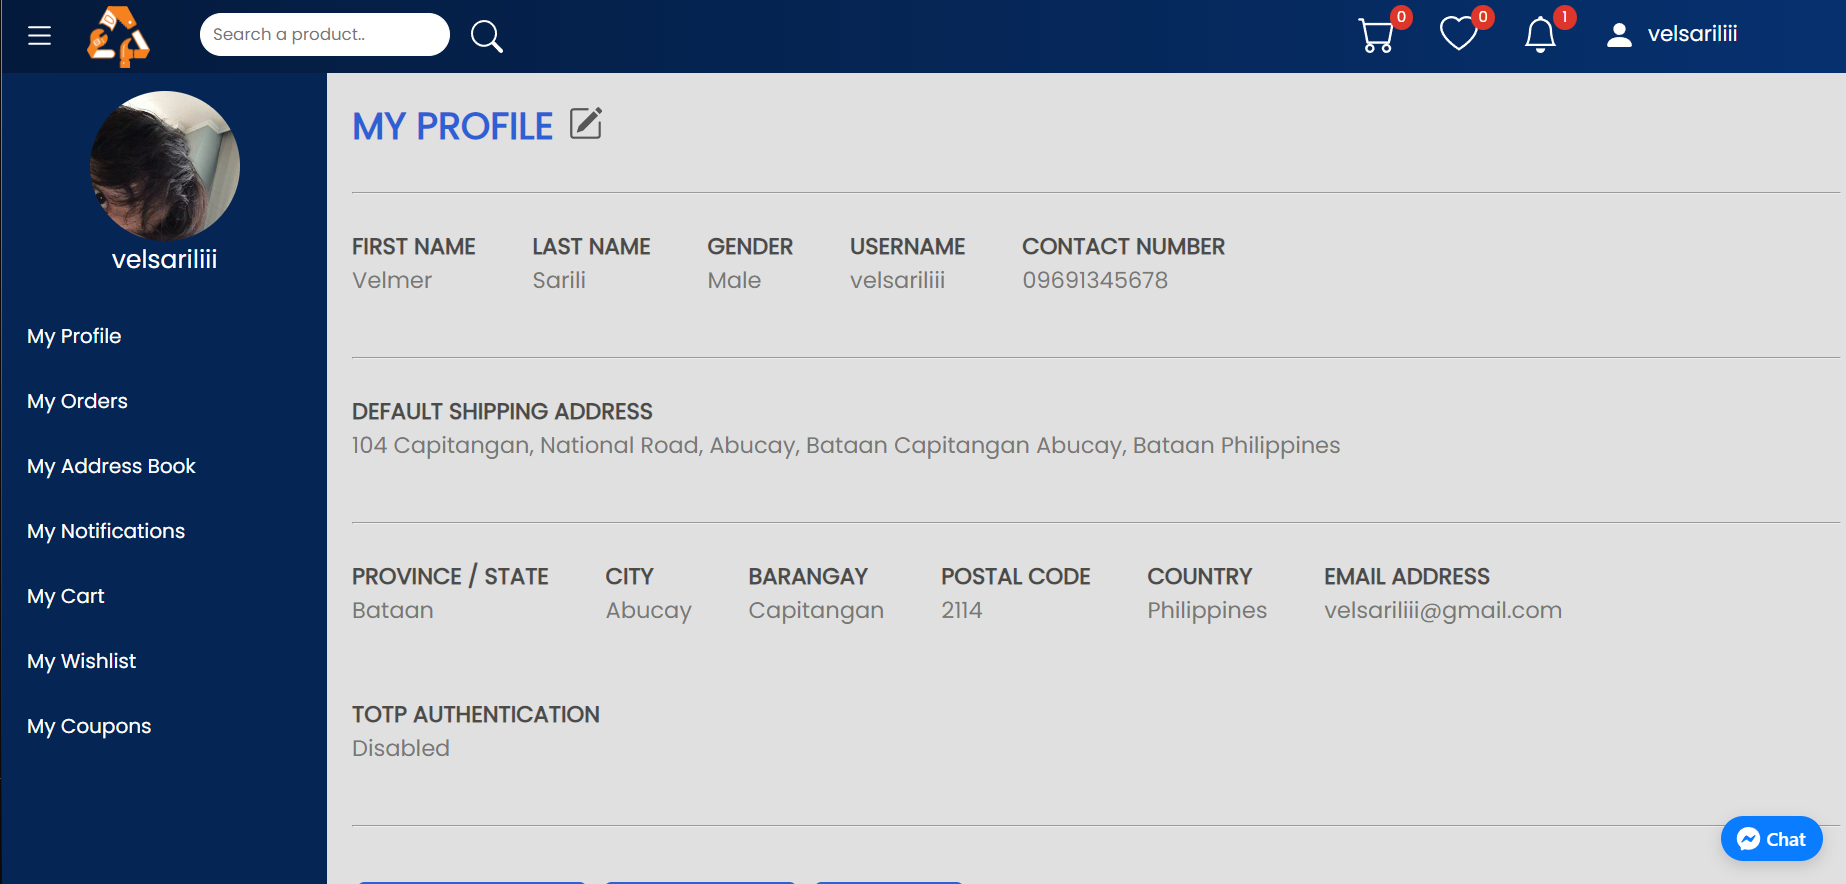 Search a product..
0
0
1
velsariliii
velsariliii
My Profile
My Orders
My Address Book
My Notifications
My Cart
My Wishlist
My Coupons
MY PROFILE
FIRST NAME LAST NAME GENDER USERNAME CONTACT NUMBER
Velmer Sarili Male velsariliii 09691345678
DEFAULT SHIPPING ADDRESS
104 Capitangan, National Road, Abucay, Bataan Capitangan Abucay, Bataan Philippines
PROVINCE / STATE CITY BARANGAY POSTAL CODE COUNTRY EMAIL ADDRESS
Bataan Abucay Capitangan 2114 Philippines velsariliii@gmail.com
TOTP AUTHENTICATION
Disabled
Chat